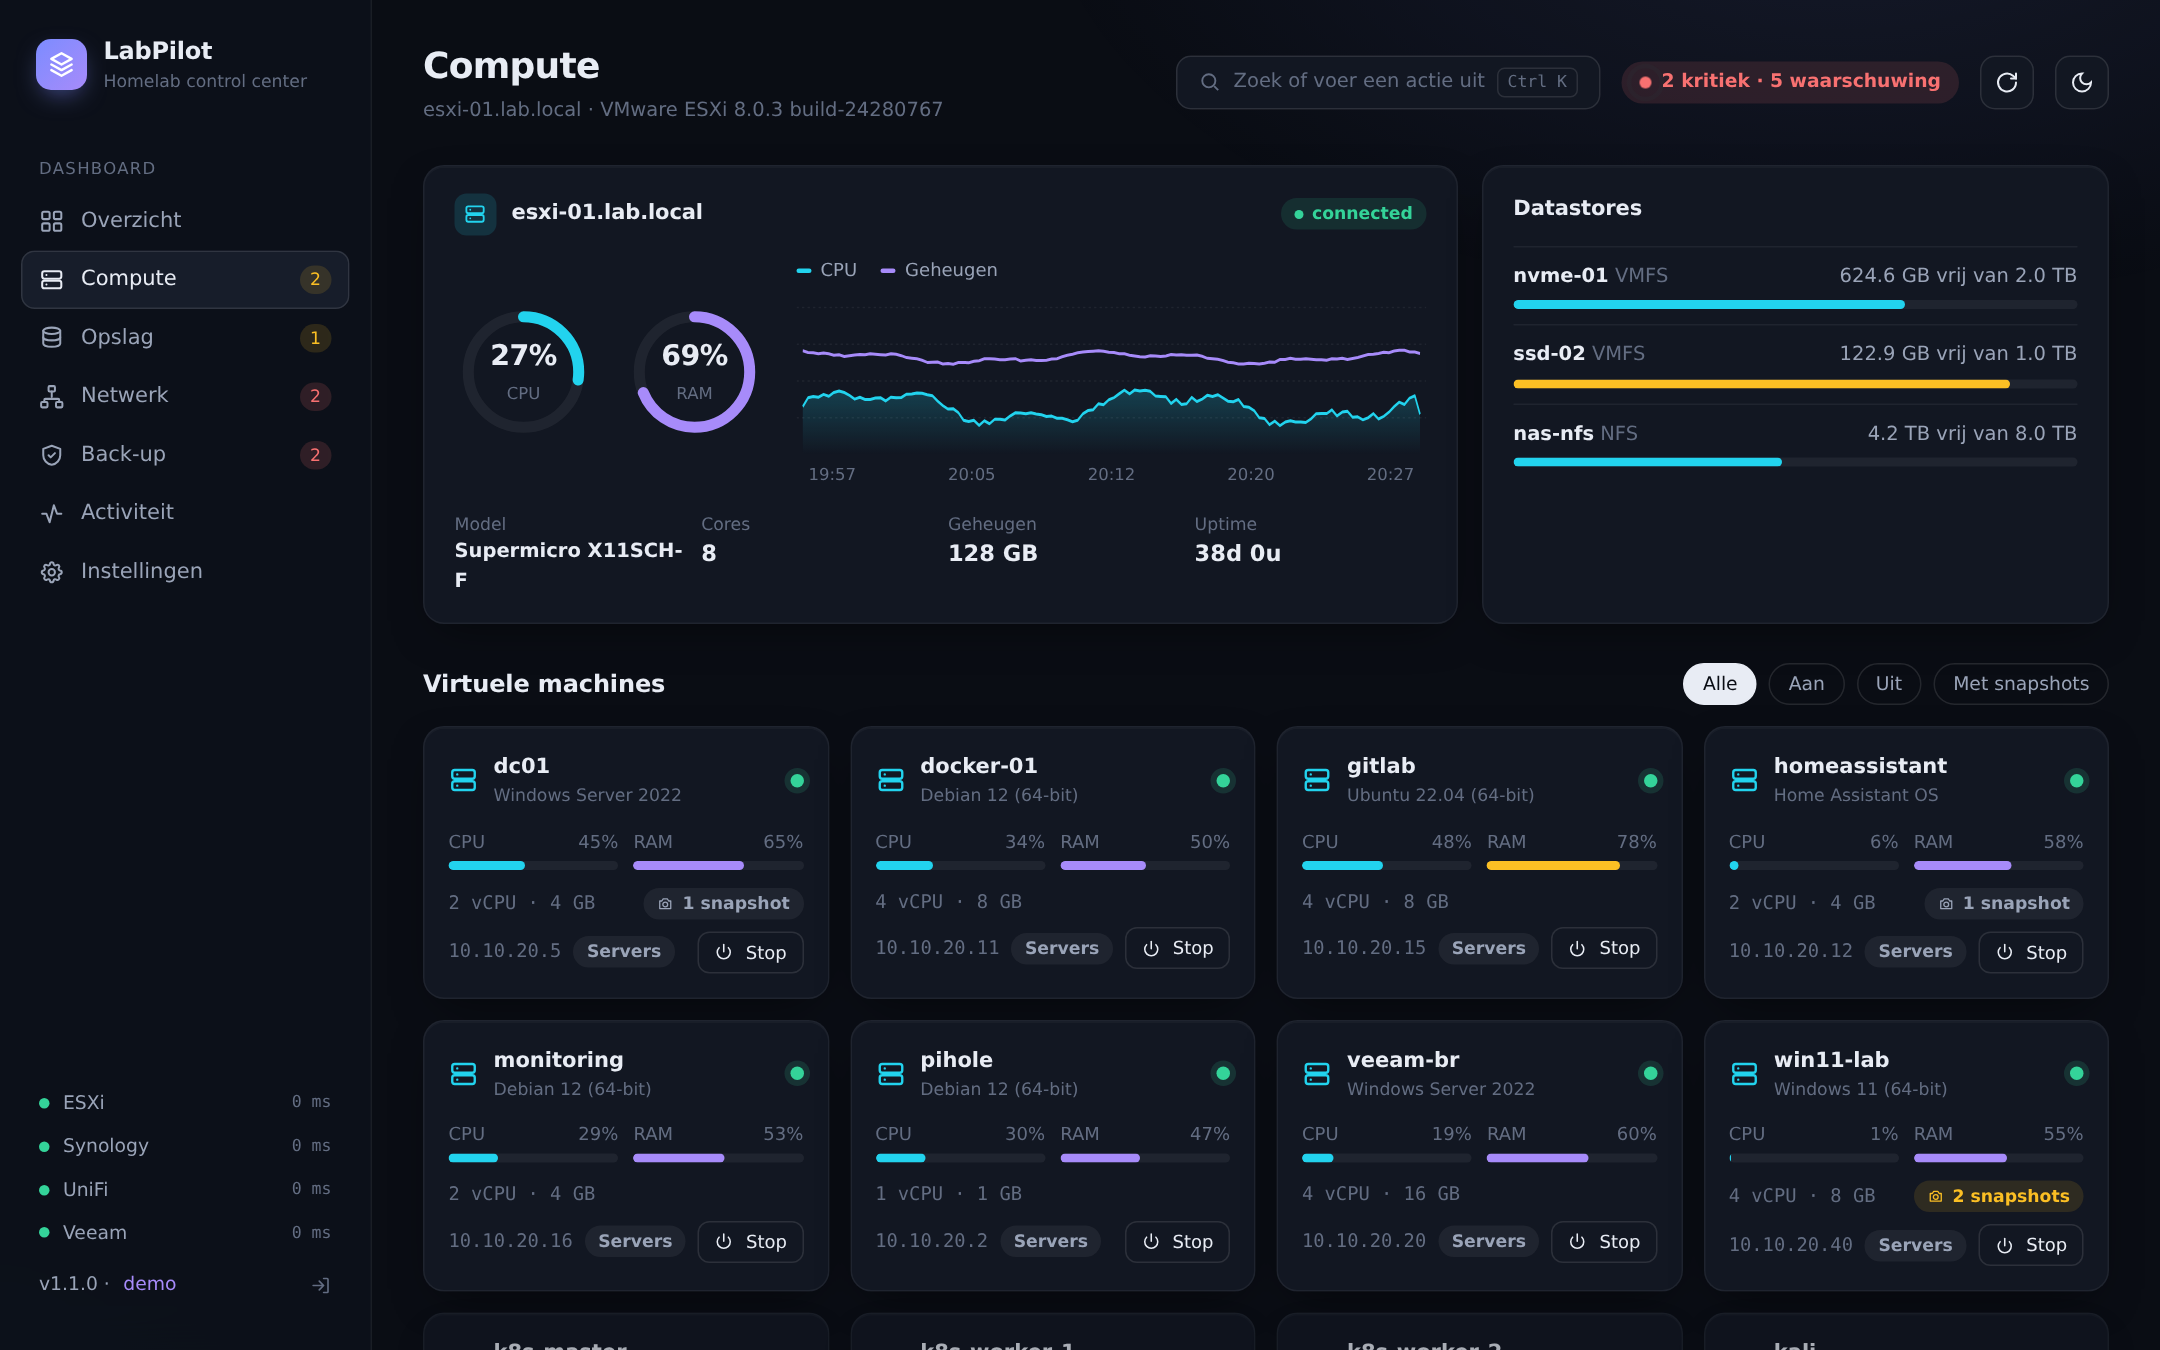 LabPilot
Homelab control center
DASHBOARD
Overzicht
Compute 2
Opslag 1
Netwerk 2
Back-up 2
Activiteit
Instellingen
ESXi 0 ms
Synology 0 ms
UniFi 0 ms
Veeam 0 ms
v1.1.0 · demo
Compute
esxi-01.lab.local · VMware ESXi 8.0.3 build-24280767
Zoek of voer een actie uit Ctrl K
2 kritiek · 5 waarschuwing
esxi-01.lab.local connected
CPU Geheugen
27%
CPU
69%
RAM
19:57 20:05 20:12 20:20 20:27
Model Cores Geheugen Uptime
Supermicro X11SCH- 8 128 GB 38d 0u
F
Datastores
nvme-01 VMFS 624.6 GB vrij van 2.0 TB
ssd-02 VMFS 122.9 GB vrij van 1.0 TB
nas-nfs NFS 4.2 TB vrij van 8.0 TB
Virtuele machines
Alle Aan Uit Met snapshots
dc01
Windows Server 2022
CPU 45% RAM 65%
2 vCPU · 4 GB 1 snapshot
10.10.20.5 Servers Stop
docker-01
Debian 12 (64-bit)
CPU 34% RAM 50%
4 vCPU · 8 GB
10.10.20.11 Servers Stop
gitlab
Ubuntu 22.04 (64-bit)
CPU 48% RAM 78%
4 vCPU · 8 GB
10.10.20.15 Servers Stop
homeassistant
Home Assistant OS
CPU 6% RAM 58%
2 vCPU · 4 GB 1 snapshot
10.10.20.12 Servers Stop
monitoring
Debian 12 (64-bit)
CPU 29% RAM 53%
2 vCPU · 4 GB
10.10.20.16 Servers Stop
pihole
Debian 12 (64-bit)
CPU 30% RAM 47%
1 vCPU · 1 GB
10.10.20.2 Servers Stop
veeam-br
Windows Server 2022
CPU 19% RAM 60%
4 vCPU · 16 GB
10.10.20.20 Servers Stop
win11-lab
Windows 11 (64-bit)
CPU 1% RAM 55%
4 vCPU · 8 GB 2 snapshots
10.10.20.40 Servers Stop
k8s-master
k8s-worker-1
k8s-worker-2
kali